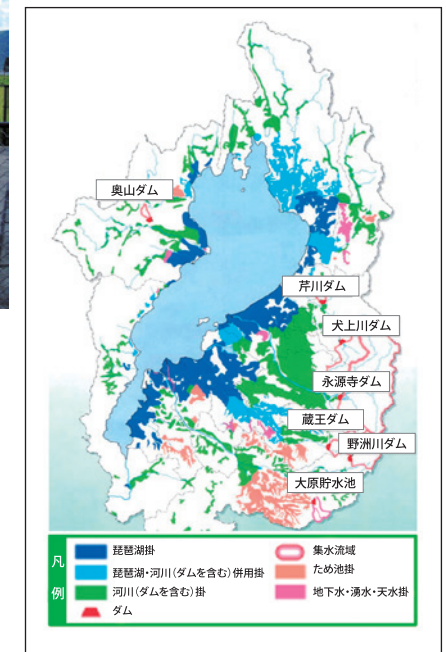 奥山ダム
芹川ダム
犬上川ダム
永源寺ダム
蔵王ダム
野洲川ダム
大原貯水池
凡例
琵琶湖掛
琵琶湖・河川(ダムを含む)併用掛
河川(ダムを含む)掛
ダム
集水流域
ため池掛
地下水・湧水・天水掛